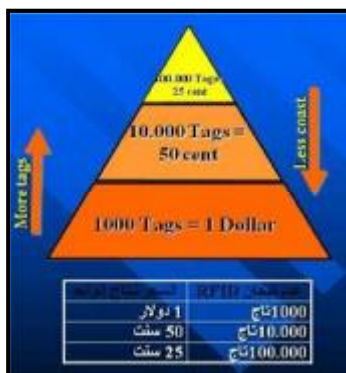 100.000 Tags
25 cent
10.000 Tags =
50 cent
1000 Tags = 1 Dollar
More tags
Less coast
RFID
1000تاج
1 دولار
10.000تاج
50 سنت
100.000تاج
25 سنت